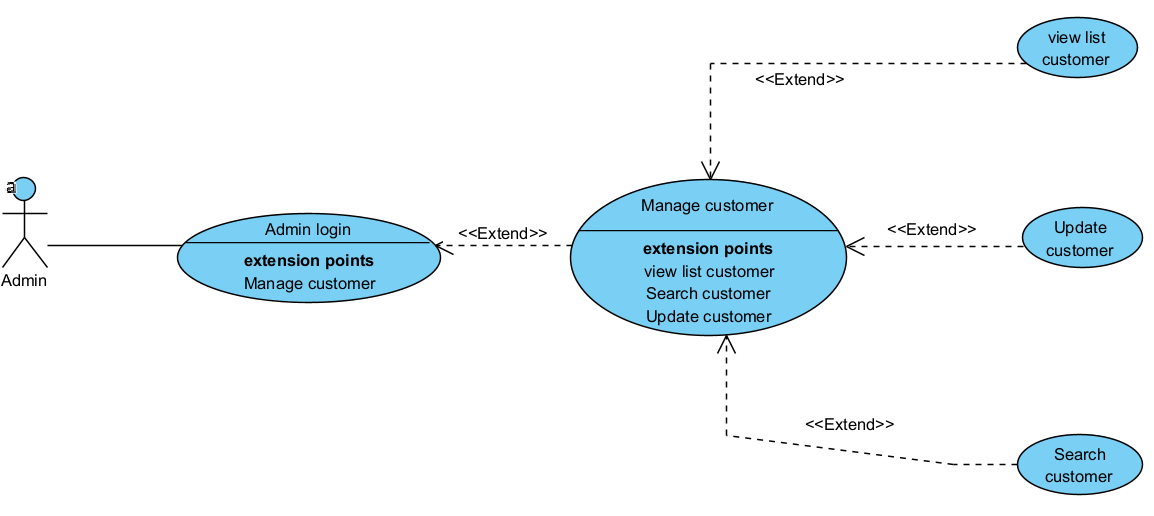 view list
customer
<<Extend>>
a
Admin
Admin login
extension points
Manage customer
<<Extend>>
Manage customer
extension points
view list customer
Search customer
Update customer
<<Extend>>
Update
customer
<<Extend>>
Search
customer